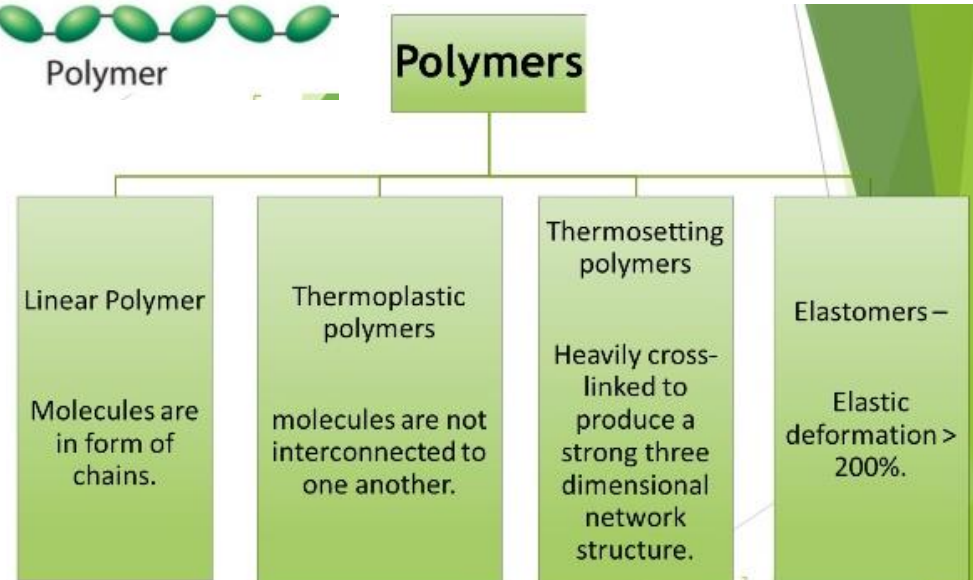 Polymer
Polymers
Linear Polymer
Molecules are
in form of
chains.
Thermoplastic
polymers
molecules are not
interconnected to
one another.
Thermosetting
polymers
Heavily cross-
linked to
produce a
strong three
dimensional
network
structure.
Elastomers –
Elastic
deformation >
200%.